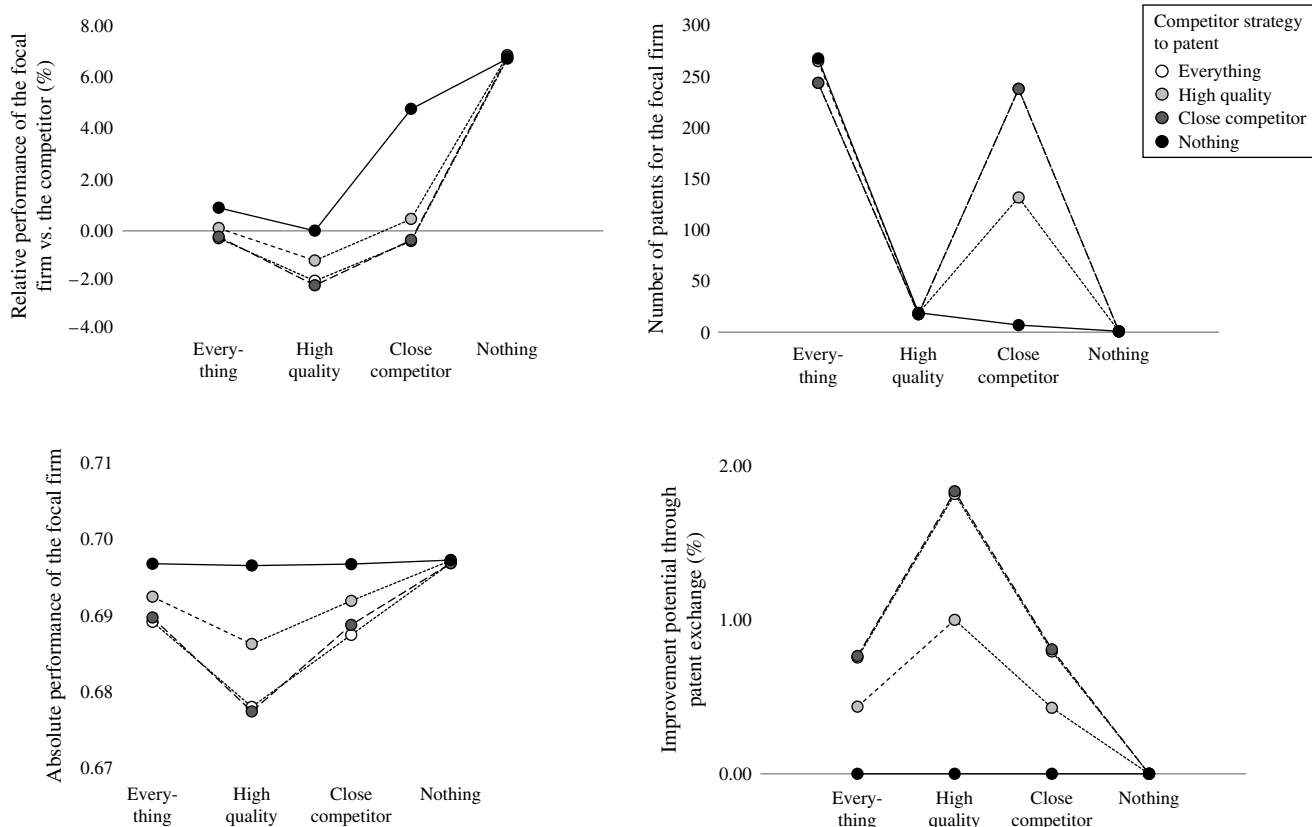 Relative performance of the focal
firm vs. the competitor (%)
8.00
6.00
4.00
2.00
0.00
–2.00
–4.00
Every-
thing
High
quality
Close
competitor
Nothing
Number of patents for the focal firm
300
250
200
150
100
50
0
Every-
thing
High
quality
Close
competitor
Nothing
Competitor strategy
to patent
Everything
High quality
Close competitor
Nothing
Absolute performance of the focal firm
0.71
0.70
0.69
0.68
0.67
Every-
thing
High
quality
Close
competitor
Nothing
Improvement potential through
patent exchange (%)
2.00
1.00
0.00
Every-
thing
High
quality
Close
competitor
Nothing